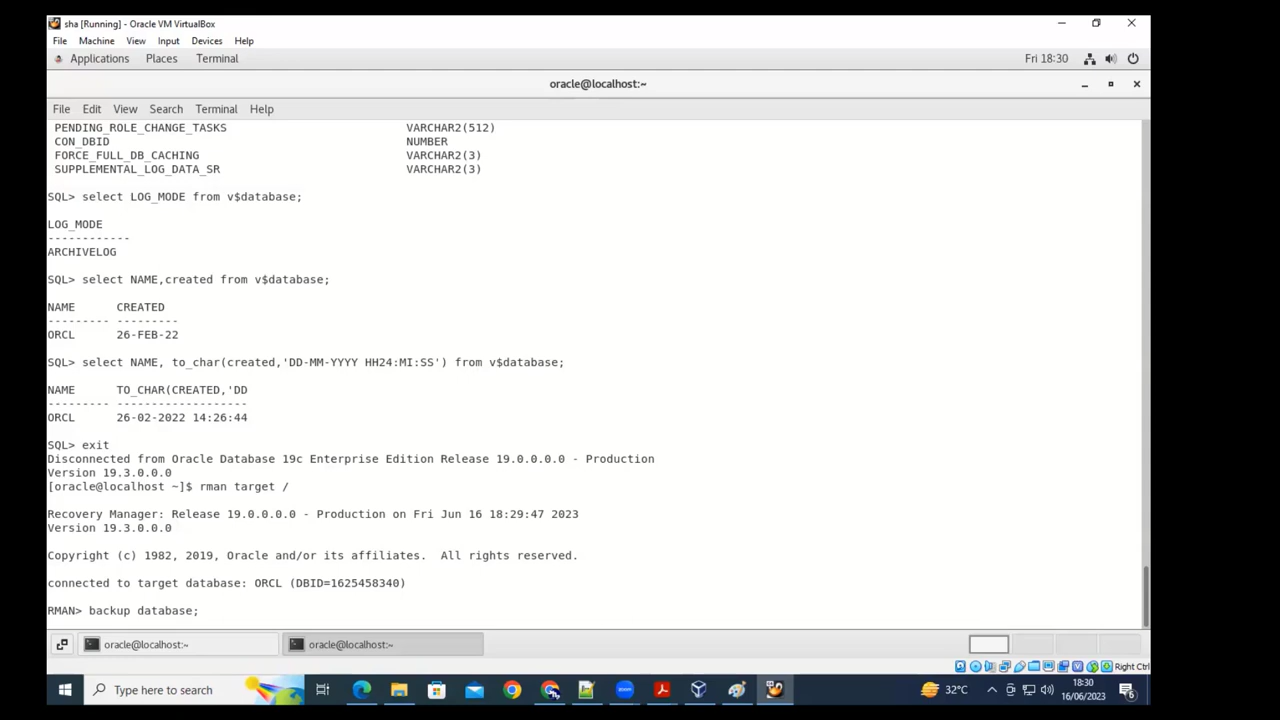 sha [Running] - Oracle VM VirtualBox
File Machine View Input Devices Help
Applications Places Terminal Fri 18:30
oracle@localhost:~
File Edit View Search Terminal Help
PENDING_ROLE_CHANGE_TASKS VARCHAR2(512)
CON_DBID NUMBER
FORCE_FULL_DB_CACHING VARCHAR2(3)
SUPPLEMENTAL_LOG_DATA_SR VARCHAR2(3)
SQL> select LOG_MODE from v$database;
LOG_MODE
------------
ARCHIVELOG
SQL> select NAME,created from v$database;
NAME CREATED
--------- ---------
ORCL 26-FEB-22
SQL> select NAME, to_char(created,'DD-MM-YYYY HH24:MI:SS') from v$database;
NAME TO_CHAR(CREATED,'DD
--------- -------------------
ORCL 26-02-2022 14:26:44
SQL> exit
Disconnected from Oracle Database 19c Enterprise Edition Release 19.0.0.0.0 - Production
Version 19.3.0.0.0
[oracle@localhost ~]$ rman target /
Recovery Manager: Release 19.0.0.0.0 - Production on Fri Jun 16 18:29:47 2023
Version 19.3.0.0.0
Copyright (c) 1982, 2019, Oracle and/or its affiliates.  All rights reserved.
connected to target database: ORCL (DBID=1625458340)
RMAN> backup database;
oracle@localhost:~ oracle@localhost:~
Right Ctrl
Type here to search 32°C 18:30
16/06/2023 6